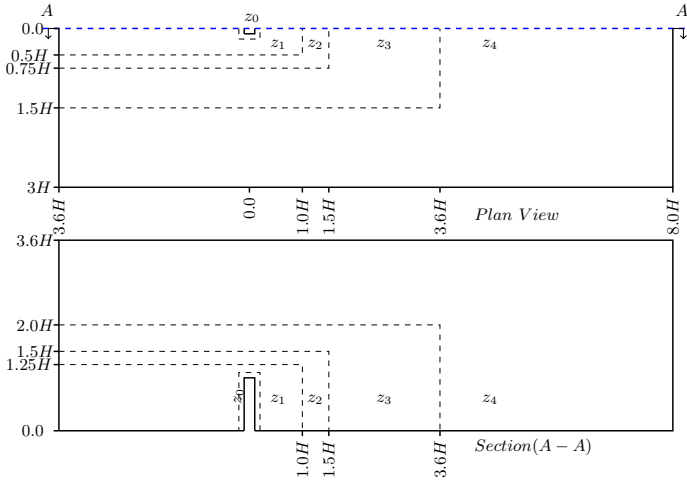 A
z0
A
0.0
z1
z2
z3
z4
0.5H
0.75H
1.5H
3H
3.6H
0.0
1.0H
1.5H
3.6H
8.0H
Plan View
3.6H
2.0H
1.5H
1.25H
z0
z1
z2
z3
z4
0.0
1.0H
1.5H
3.6H
Section(A − A)